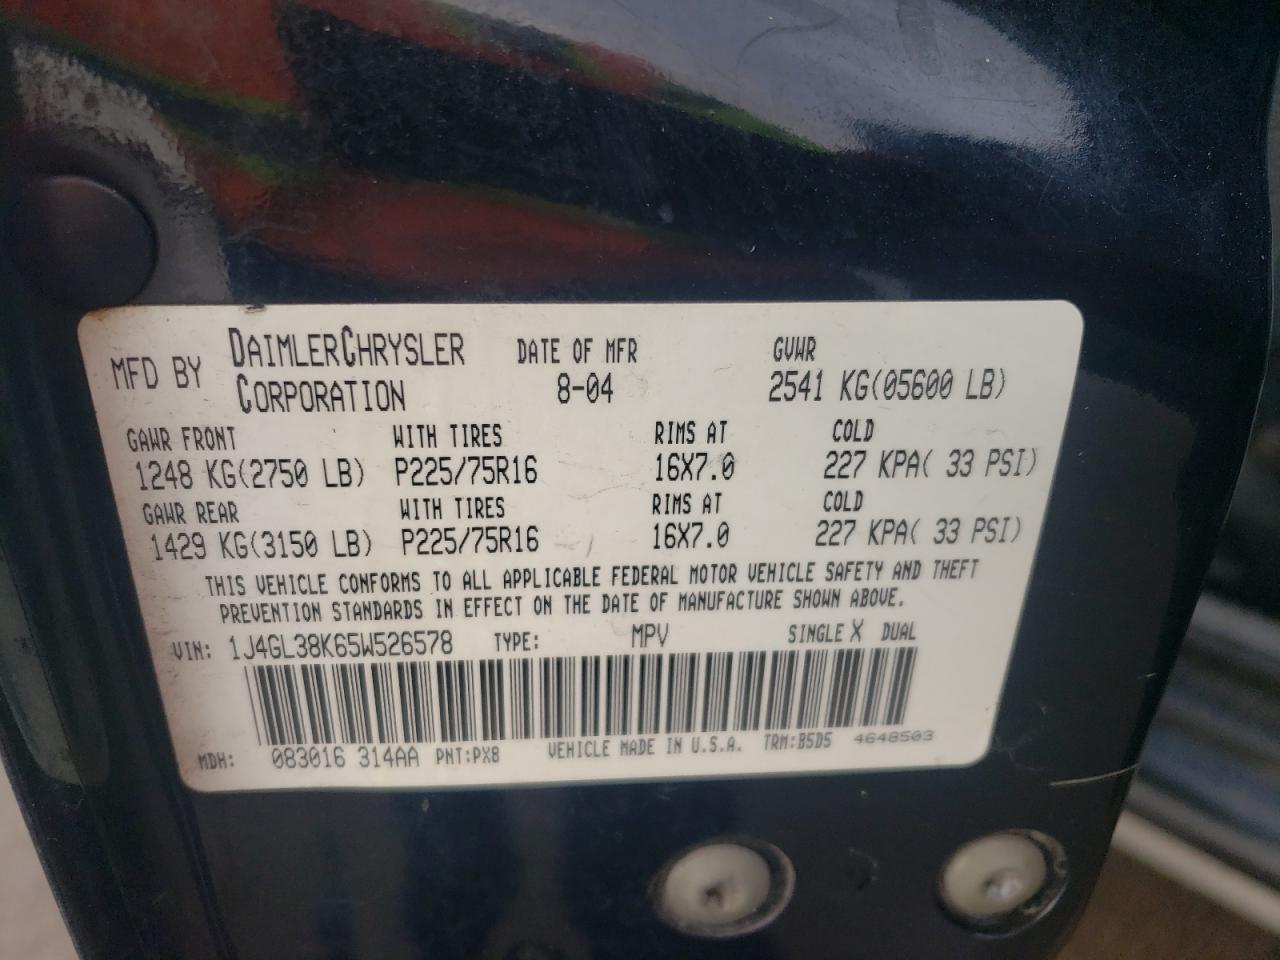 MFD BY DAIMLERCHRYSLER CORPORATION DATE OF MFR 8-04 GVWR 2541 KG(05600 LB)
GAWR FRONT WITH TIRES RIMS AT COLD
1248 KG(2750 LB) P225/75R16 16X7.0 227 KPA( 33 PSI)
GAWR REAR WITH TIRES RIMS AT COLD
1429 KG(3150 LB) P225/75R16 16X7.0 227 KPA( 33 PSI)
THIS VEHICLE CONFORMS TO ALL APPLICABLE FEDERAL MOTOR VEHICLE SAFETY AND THEFT
PREVENTION STANDARDS IN EFFECT ON THE DATE OF MANUFACTURE SHOWN ABOVE.
VIN: 1J4GL38K65W526578 TYPE: MPV SINGLE X DUAL
MDH: 083016 314AA PNT:PX8 VEHICLE MADE IN U.S.A. TRM:B5D5 4648503